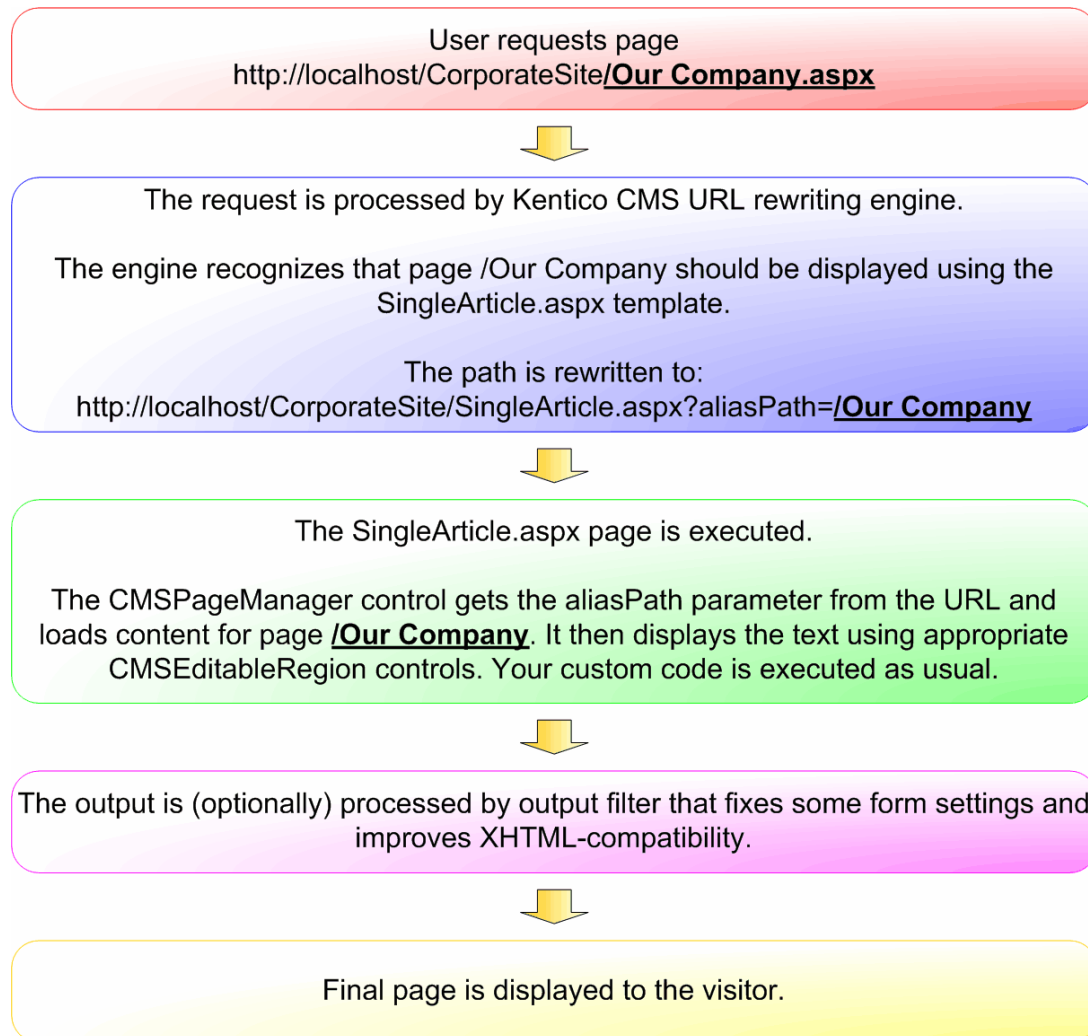 User requests page
http://localhost/CorporateSite/Our Company.aspx
The request is processed by Kentico CMS URL rewriting engine.
The engine recognizes that page /Our Company should be displayed using the
SingleArticle.aspx template.
The path is rewritten to:
http://localhost/CorporateSite/SingleArticle.aspx?aliasPath=/Our Company
The SingleArticle.aspx page is executed.
The CMSPageManager control gets the aliasPath parameter from the URL and
loads content for page /Our Company. It then displays the text using appropriate
CMSEditableRegion controls. Your custom code is executed as usual.
The output is (optionally) processed by output filter that fixes some form settings and
improves XHTML-compatibility.
Final page is displayed to the visitor.